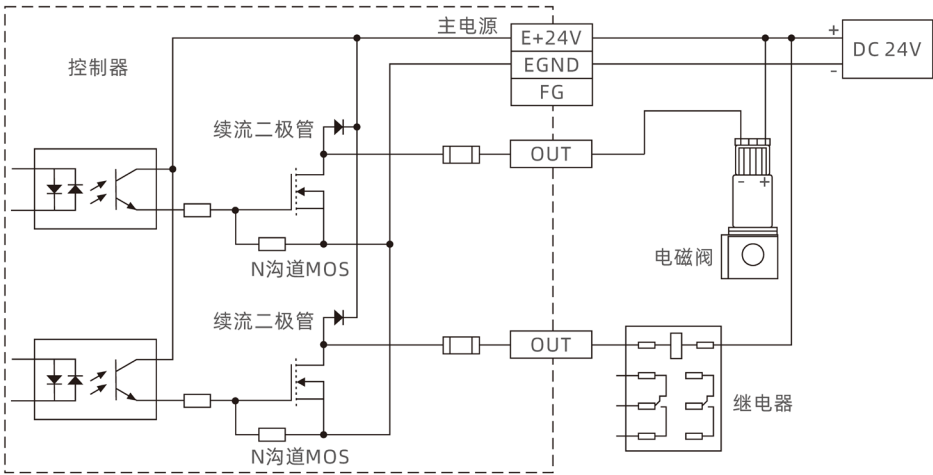 主电源
E+24V
+
DC 24V
控制器
EGND
-
FG
续流二极管
OUT
- +
电磁阀
N沟道MOS
续流二极管
OUT
继电器
N沟道MOS